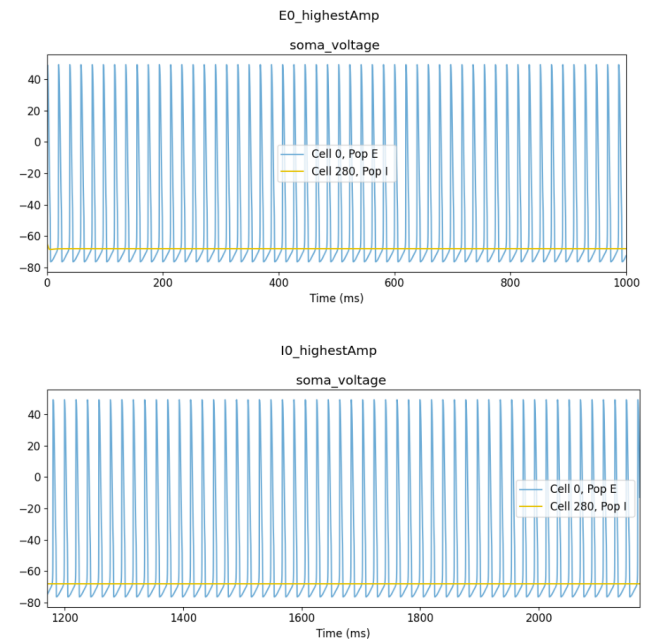 E0_highestAmp
soma_voltage
40
20
0
−20
−40
−60
−80
Cell 0, Pop E
Cell 280, Pop I
0 200 400 600 800 1000
Time (ms)
I0_highestAmp
soma_voltage
40
20
0
−20
−40
−60
−80
Cell 0, Pop E
Cell 280, Pop I
1200 1400 1600 1800 2000
Time (ms)